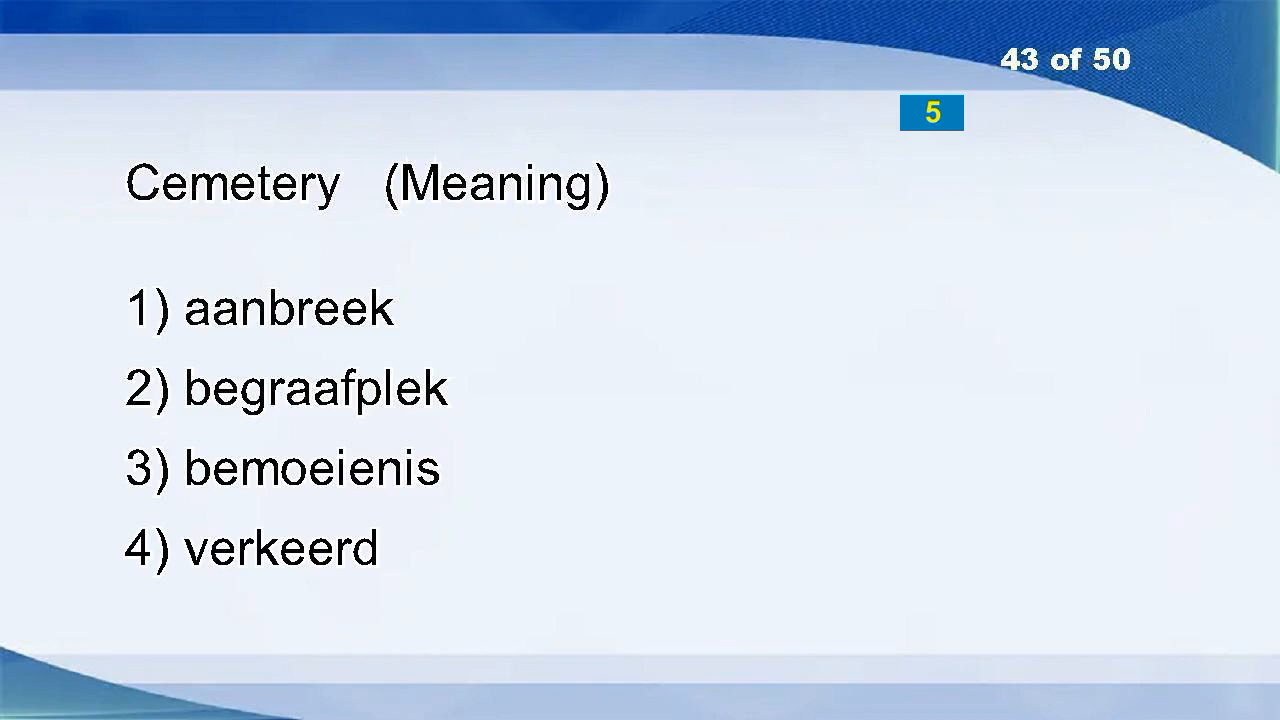 43 of 50
5
Cemetery (Meaning)
1) aanbreek
2) begraafplek
3) bemoeienis
4) verkeerd